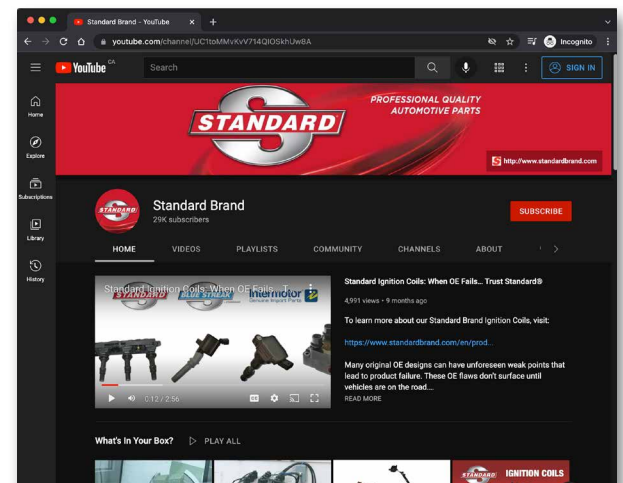 Standard Brand - YouTube
youtube.com/channel/UC1toMMvKvV714QIOSkhUw8A
Incognito
YouTube CA
Search
SIGN IN
Home
Explore
Subscriptions
Library
History
STANDARD
PROFESSIONAL QUALITY
AUTOMOTIVE PARTS
http://www.standardbrand.com
STANDARD
Standard Brand
29K subscribers
SUBSCRIBE
HOME VIDEOS PLAYLISTS COMMUNITY CHANNELS ABOUT
Standard Ignition Coils: When OE Fails... T...
STANDARD BLUE STREAK Intermotor
Genuine Import Parts
0:12 / 2:56
Standard Ignition Coils: When OE Fails... Trust Standard®
4,991 views • 9 months ago
To learn more about our Standard Brand Ignition Coils, visit:
https://www.standardbrand.com/en/prod...
Many original OE designs can have unforeseen weak points that
lead to product failure. These OE flaws don't surface until
vehicles are on the road....
READ MORE
What's In Your Box? PLAY ALL
STANDARD IGNITION COILS